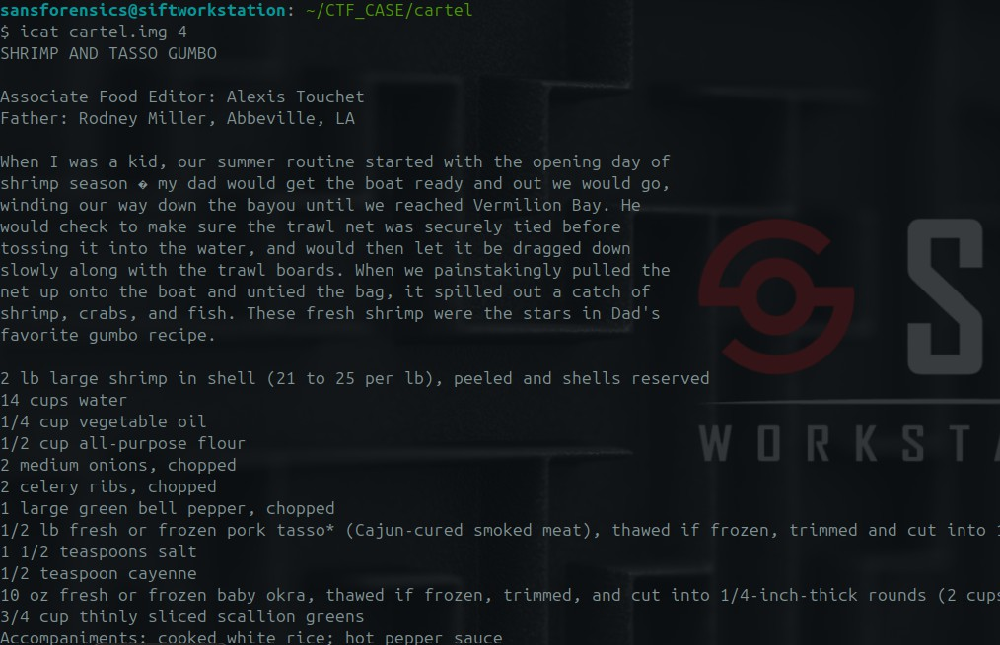 sansforensics@siftworkstation: ~/CTF_CASE/cartel
$ icat cartel.img 4
SHRIMP AND TASSO GUMBO
Associate Food Editor: Alexis Touchet
Father: Rodney Miller, Abbeville, LA
When I was a kid, our summer routine started with the opening day of
shrimp season � my dad would get the boat ready and out we would go,
winding our way down the bayou until we reached Vermilion Bay. He
would check to make sure the trawl net was securely tied before
tossing it into the water, and would then let it be dragged down
slowly along with the trawl boards. When we painstakingly pulled the
net up onto the boat and untied the bag, it spilled out a catch of
shrimp, crabs, and fish. These fresh shrimp were the stars in Dad's
favorite gumbo recipe.
2 lb large shrimp in shell (21 to 25 per lb), peeled and shells reserved
14 cups water
1/4 cup vegetable oil
1/2 cup all-purpose flour
2 medium onions, chopped
2 celery ribs, chopped
1 large green bell pepper, chopped
1/2 lb fresh or frozen pork tasso* (Cajun-cured smoked meat), thawed if frozen, trimmed and cut into
1 1/2 teaspoons salt
1/2 teaspoon cayenne
10 oz fresh or frozen baby okra, thawed if frozen, trimmed, and cut into 1/4-inch-thick rounds (2 cups
3/4 cup thinly sliced scallion greens
Accompaniments: cooked white rice; hot pepper sauce
S
WORKST